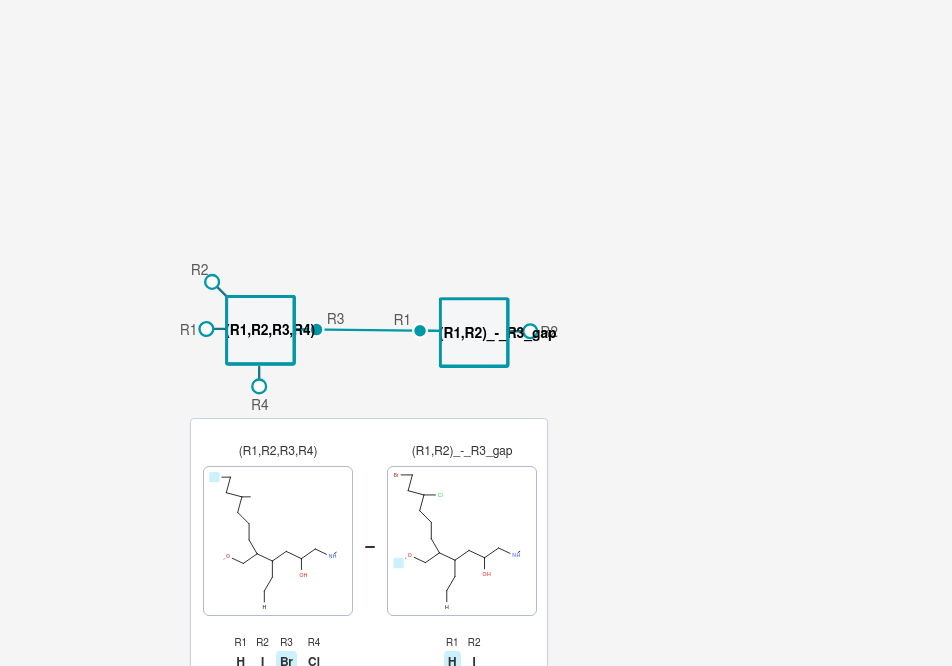 R2
R1
(R1,R2,R3,R4)
R3
R1
(R1,R2)_-_R3_gap
R2
R4
(R1,R2,R3,R4)
(R1,R2)_-_R3_gap
O
OH
H
NH
–
Br
Cl
O
OH
H
NH
R1 R2 R3 R4
H I Br Cl
R1 R2
H I